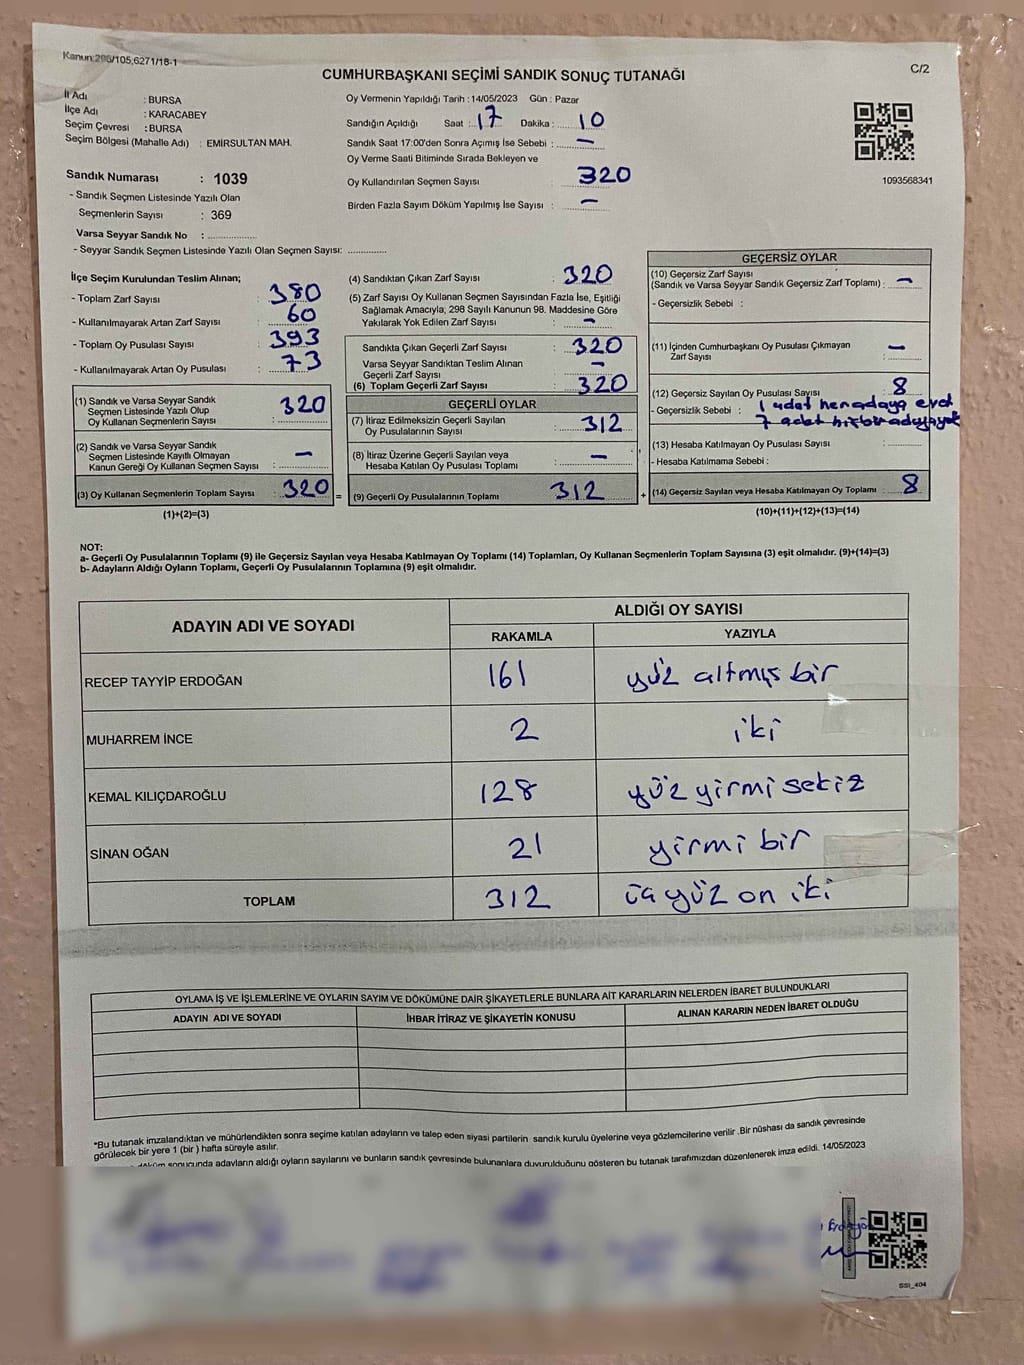 Kanun:298/105,6271/18-1
C/2
CUMHURBAŞKANI SEÇİMİ SANDIK SONUÇ TUTANAĞI
İl Adı : BURSA
İlçe Adı : KARACABEY
Seçim Çevresi : BURSA
Seçim Bölgesi (Mahalle Adı) : EMİRSULTAN MAH.
Sandık Numarası : 1039
- Sandık Seçmen Listesinde Yazılı Olan
Seçmenlerin Sayısı : 369
Varsa Seyyar Sandık No : ..............
- Seyyar Sandık Seçmen Listesinde Yazılı Olan Seçmen Sayısı: ............
Oy Vermenin Yapıldığı Tarih : 14/05/2023 Gün : Pazar
Sandığın Açıldığı Saat : 17 Dakika : 10
Sandık Saat 17:00'den Sonra Açımış İse Sebebi : —
Oy Verme Saati Bitiminde Sırada Bekleyen ve
Oy Kullandırılan Seçmen Sayısı 320
Birden Fazla Sayım Döküm Yapılmış İse Sayısı : —
1093568341
İlçe Seçim Kurulundan Teslim Alınan;
- Toplam Zarf Sayısı : 380
- Kullanılmayarak Artan Zarf Sayısı : 60
- Toplam Oy Pusulası Sayısı : 393
- Kullanılmayarak Artan Oy Pusulası : 73
(1) Sandık ve Varsa Seyyar Sandık
Seçmen Listesinde Yazılı Olup
Oy Kullanan Seçmenlerin Sayısı : 320
(2) Sandık ve Varsa Seyyar Sandık
Seçmen Listesinde Kayıtlı Olmayan
Kanun Gereği Oy Kullanan Seçmen Sayısı : —
(3) Oy Kullanan Seçmenlerin Toplam Sayısı : 320 =
(1)+(2)=(3)
(4) Sandıktan Çıkan Zarf Sayısı : 320
(5) Zarf Sayısı Oy Kullanan Seçmen Sayısından Fazla İse, Eşitliği
Sağlamak Amacıyla; 298 Sayılı Kanunun 98. Maddesine Göre
Yakılarak Yok Edilen Zarf Sayısı : —
Sandıkta Çıkan Geçerli Zarf Sayısı : 320
Varsa Seyyar Sandıktan Teslim Alınan
Geçerli Zarf Sayısı : —
(6) Toplam Geçerli Zarf Sayısı : 320
GEÇERLİ OYLAR
(7) İtiraz Edilmeksizin Geçerli Sayılan
Oy Pusulalarının Sayısı : 312
(8) İtiraz Üzerine Geçerli Sayılan veya
Hesaba Katılan Oy Pusulası Toplamı : —
(9) Geçerli Oy Pusulalarının Toplamı 312 +
GEÇERSİZ OYLAR
(10) Geçersiz Zarf Sayısı
(Sandık ve Varsa Seyyar Sandık Geçersiz Zarf Toplamı) : —
- Geçersizlik Sebebi :
(11) İçinden Cumhurbaşkanı Oy Pusulası Çıkmayan
Zarf Sayısı : —
(12) Geçersiz Sayılan Oy Pusulası Sayısı : 8
- Geçersizlik Sebebi : 1 adet her adaya evet
7 adet hiçbir adaya yok
(13) Hesaba Katılmayan Oy Pusulası Sayısı :
- Hesaba Katılmama Sebebi :
(14) Geçersiz Sayılan veya Hesaba Katılmayan Oy Toplamı : 8
(10)+(11)+(12)+(13)=(14)
NOT:
a- Geçerli Oy Pusulalarının Toplamı (9) ile Geçersiz Sayılan veya Hesaba Katılmayan Oy Toplamı (14) Toplamları, Oy Kullanan Seçmenlerin Toplam Sayısına (3) eşit olmalıdır. (9)+(14)=(3)
b- Adayların Aldığı Oyların Toplamı, Geçerli Oy Pusulalarının Toplamına (9) eşit olmalıdır.
ADAYIN ADI VE SOYADI ALDIĞI OY SAYISI
RAKAMLA YAZIYLA
RECEP TAYYİP ERDOĞAN 161 yüz altmış bir
MUHARREM İNCE 2 iki
KEMAL KILIÇDAROĞLU 128 yüz yirmi sekiz
SİNAN OĞAN 21 yirmi bir
TOPLAM 312 üç yüz on iki
OYLAMA İŞ VE İŞLEMLERİNE VE OYLARIN SAYIM VE DÖKÜMÜNE DAİR ŞİKAYETLERLE BUNLARA AİT KARARLARIN NELERDEN İBARET BULUNDUKLARI
ADAYIN ADI VE SOYADI İHBAR İTİRAZ VE ŞİKAYETİN KONUSU ALINAN KARARIN NEDEN İBARET OLDUĞU
*Bu tutanak imzalandıktan ve mühürlendikten sonra seçime katılan adayların ve talep eden siyasi partilerin sandık kurulu üyelerine veya gözlemcilerine verilir .Bir nüshası da sandık çevresinde
görülecek bir yere 1 (bir ) hafta süreyle asılır.
sonucunda adayların aldığı oyların sayılarını ve bunların sandık çevresinde bulunanlara duyurulduğunu gösteren bu tutanak tarafımızdan düzenlenerek imza edildi. 14/05/2023
SSI_404